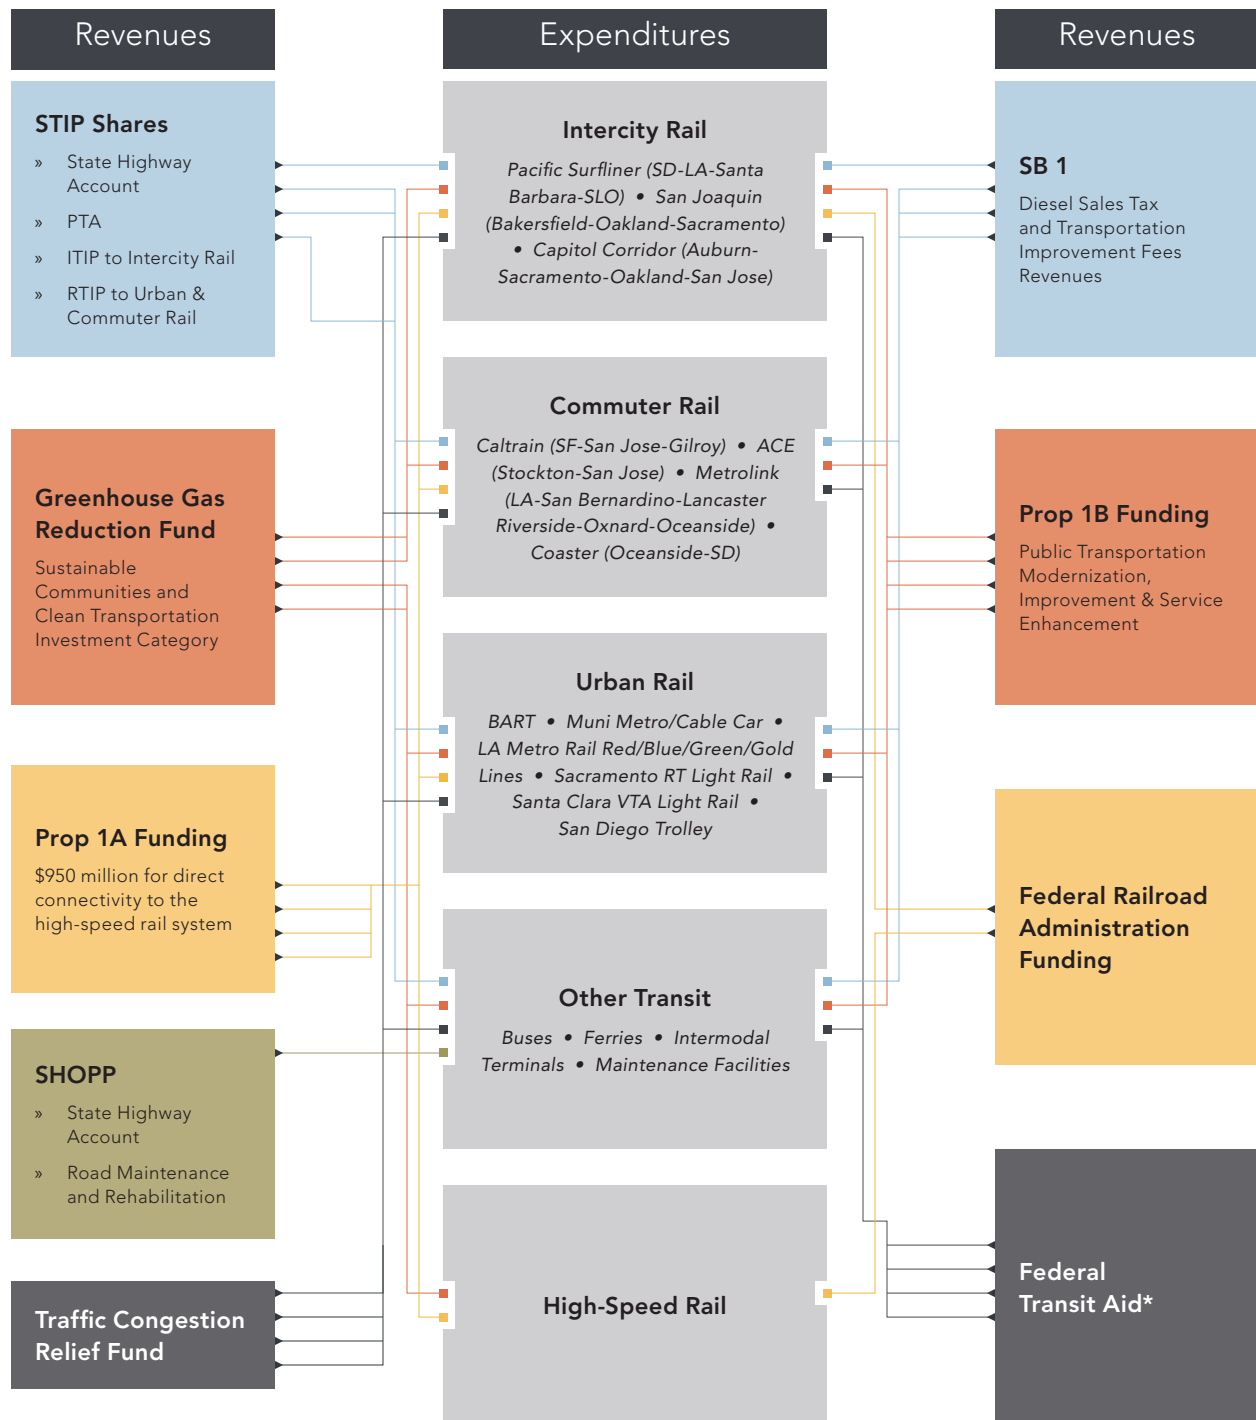 Revenues
Expenditures
Revenues
STIP Shares
» State Highway
Account
» PTA
» ITIP to Intercity Rail
» RTIP to Urban &
Commuter Rail
Greenhouse Gas
Reduction Fund
Sustainable
Communities and
Clean Transportation
Investment Category
Prop 1A Funding
$950 million for direct
connectivity to the
high-speed rail system
SHOPP
» State Highway
Account
» Road Maintenance
and Rehabilitation
Traffic Congestion
Relief Fund
Intercity Rail
Pacific Surfliner (SD-LA-Santa
Barbara-SLO) • San Joaquin
(Bakersfield-Oakland-Sacramento)
• Capitol Corridor (Auburn-
Sacramento-Oakland-San Jose)
Commuter Rail
Caltrain (SF-San Jose-Gilroy) • ACE
(Stockton-San Jose) • Metrolink
(LA-San Bernardino-Lancaster
Riverside-Oxnard-Oceanside) •
Coaster (Oceanside-SD)
Urban Rail
BART • Muni Metro/Cable Car •
LA Metro Rail Red/Blue/Green/Gold
Lines • Sacramento RT Light Rail •
Santa Clara VTA Light Rail •
San Diego Trolley
Other Transit
Buses • Ferries • Intermodal
Terminals • Maintenance Facilities
High-Speed Rail
SB 1
Diesel Sales Tax
and Transportation
Improvement Fees
Revenues
Prop 1B Funding
Public Transportation
Modernization,
Improvement & Service
Enhancement
Federal Railroad
Administration
Funding
Federal
Transit Aid*